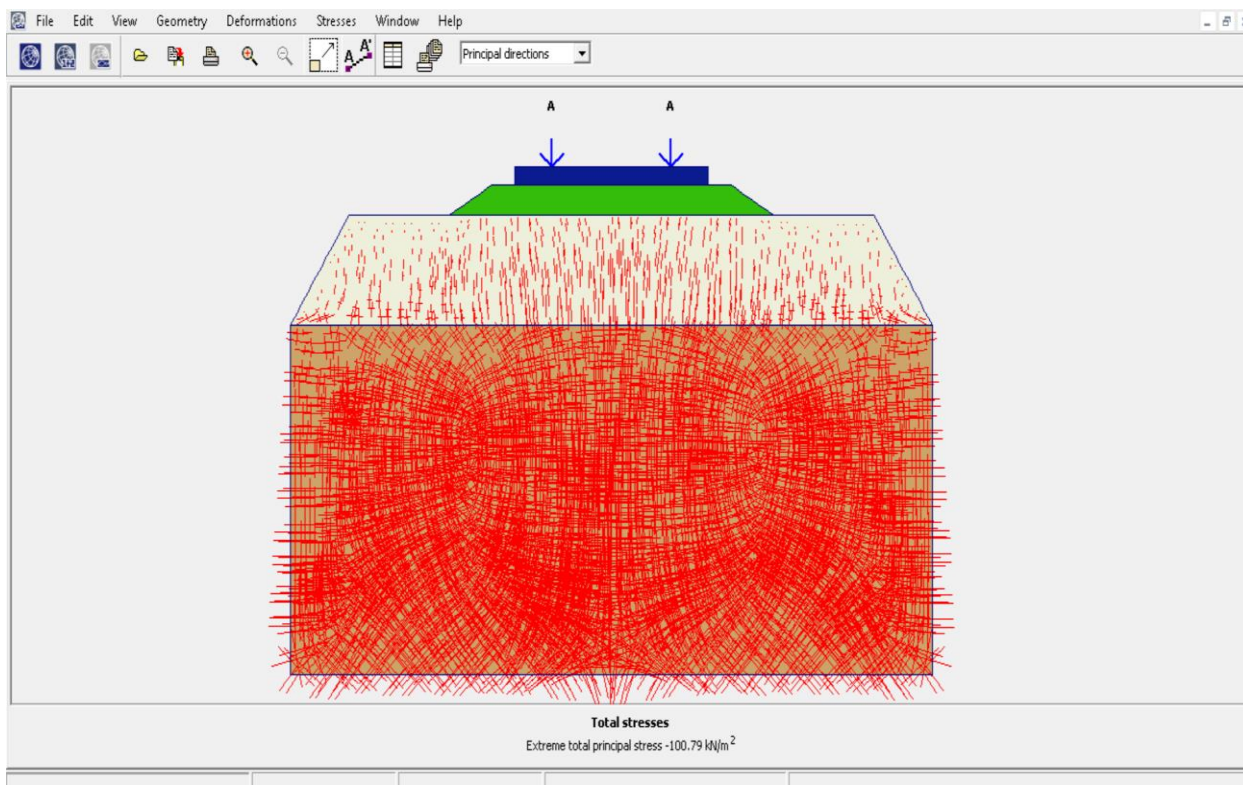 File Edit View Geometry Deformations Stresses Window Help
Principal directions
A A
Total stresses
Extreme total principal stress -100.79 kN/m²